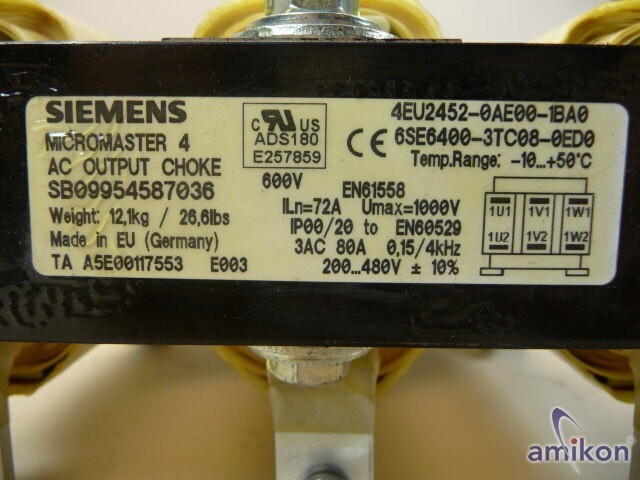 SIEMENS
MICROMASTER 4
AC OUTPUT CHOKE
SB09954587036
Weight: 12,1kg / 26,6lbs
Made in EU (Germany)
TA A5E00117553 E003
C UR US
ADS180
E257859
600V
4EU2452-0AE00-1BA0
CE 6SE6400-3TC08-0ED0
Temp.Range: -10...+50°C
EN61558
ILn=72A Umax=1000V
IP00/20 to EN60529
3AC 80A 0,15/4kHz
200...480V ± 10%
1U1 1V1 1W1
1U2 1V2 1W2
amikon